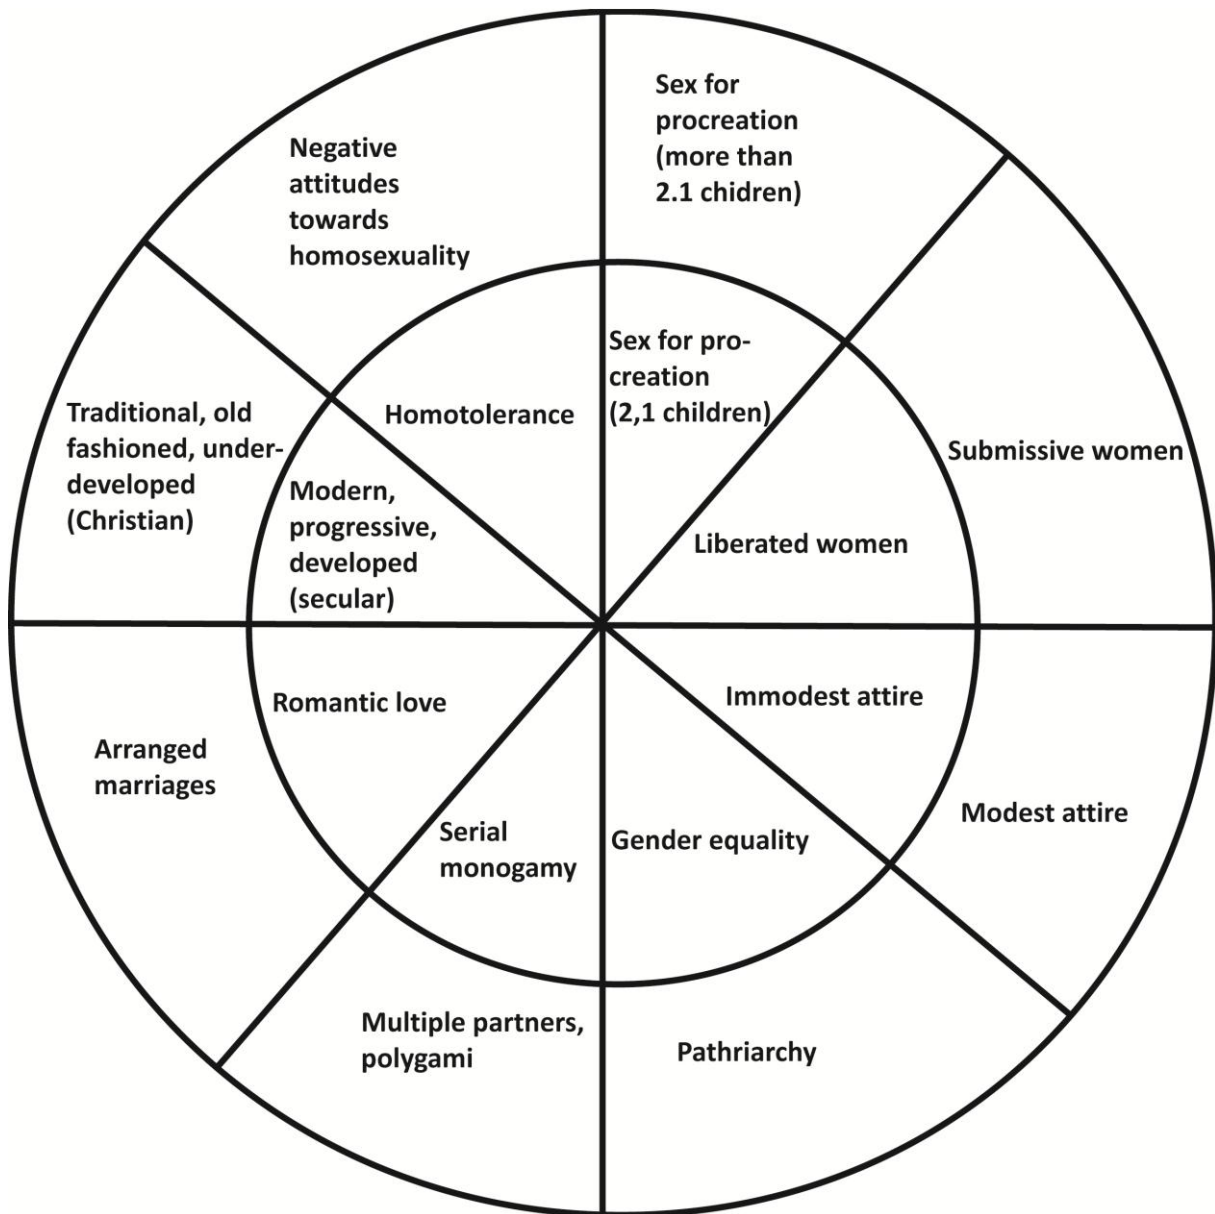 Sex for
procreation
(more than
2.1 chidren)
Negative
attitudes
towards
homosexuality
Sex for pro-
creation
(2,1 children)
Homotolerance
Traditional, old
fashioned, under-
developed
(Christian)
Submissive women
Modern,
progressive,
developed
(secular)
Liberated women
Romantic love
Immodest attire
Arranged
marriages
Modest attire
Serial
monogamy
Gender equality
Multiple partners,
polygami
Pathriarchy